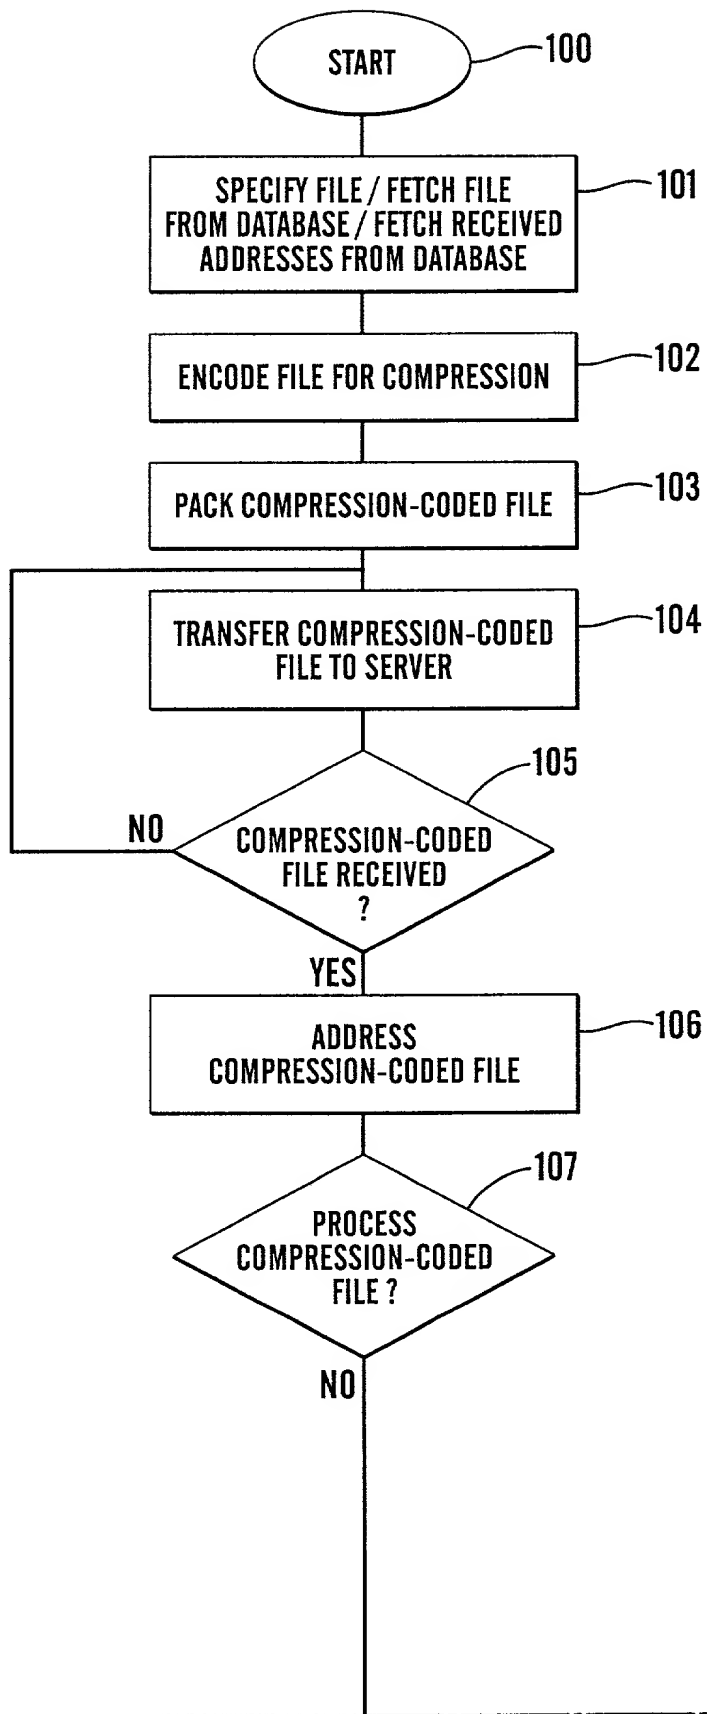 START
100
SPECIFY FILE / FETCH FILE
FROM DATABASE / FETCH RECEIVED
ADDRESSES FROM DATABASE
101
ENCODE FILE FOR COMPRESSION
102
PACK COMPRESSION-CODED FILE
103
TRANSFER COMPRESSION-CODED
FILE TO SERVER
104
COMPRESSION-CODED
FILE RECEIVED
?
105
NO
YES
ADDRESS
COMPRESSION-CODED FILE
106
PROCESS
COMPRESSION-CODED
FILE ?
107
NO